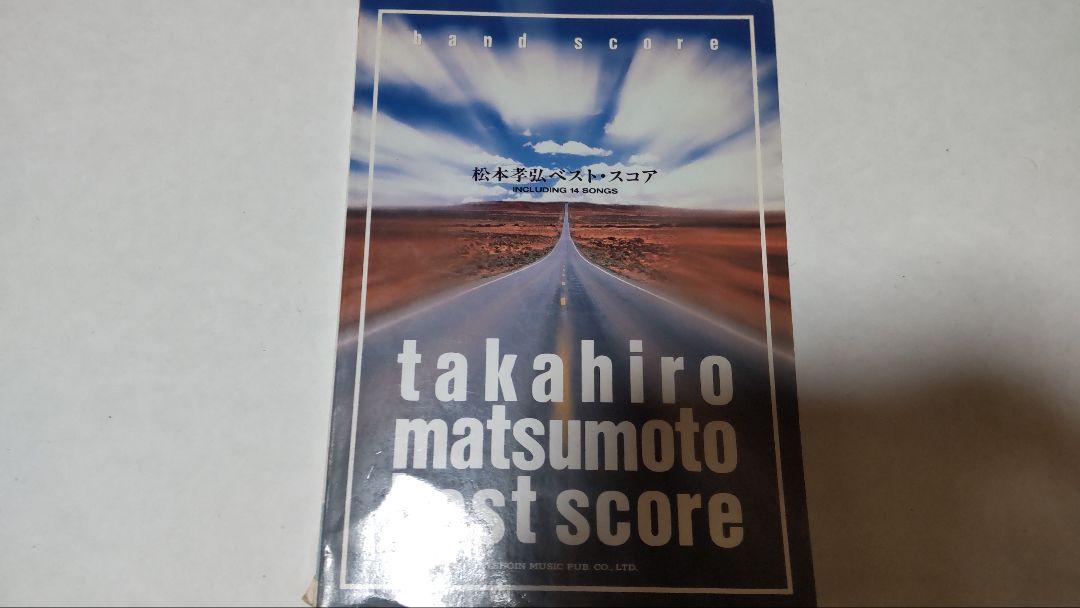 band score
松本孝弘ベスト・スコア
INCLUDING 14 SONGS
takahiro
matsumoto
best score
MUSIC PUB. CO., LTD.